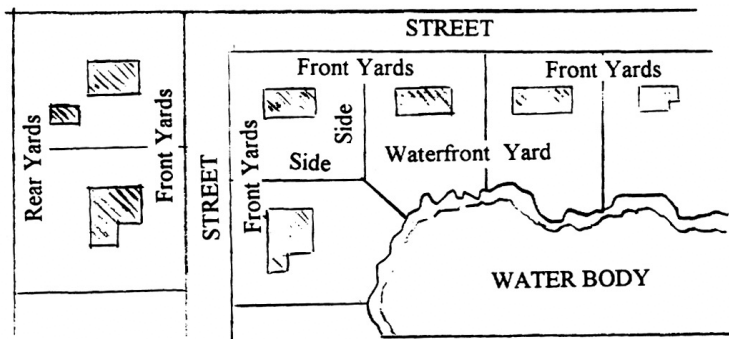 STREET
Front Yards
Front Yards
Rear Yards
Front Yards
STREET
Front Yards
Side
Side
Waterfront Yard
WATER BODY